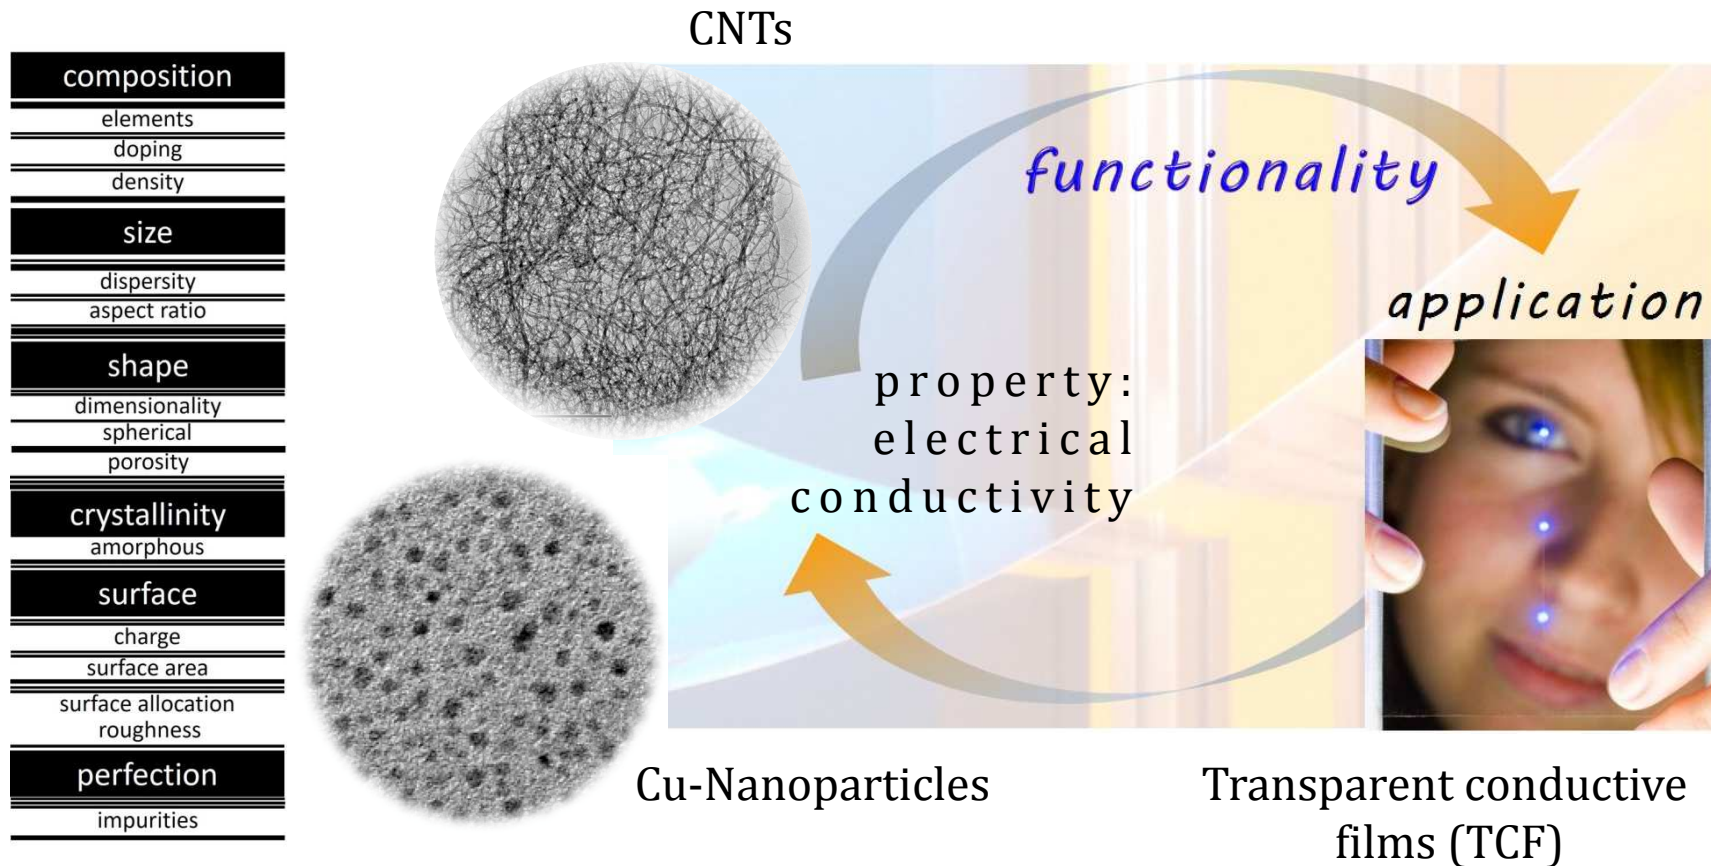 CNTs
composition
elements
doping
density
size
dispersity
aspect ratio
shape
dimensionality
spherical
porosity
crystallinity
amorphous
surface
charge
surface area
surface allocation
roughness
perfection
impurities
functionality
application
property:
electrical
conductivity
Cu-Nanoparticles
Transparent conductive
films (TCF)